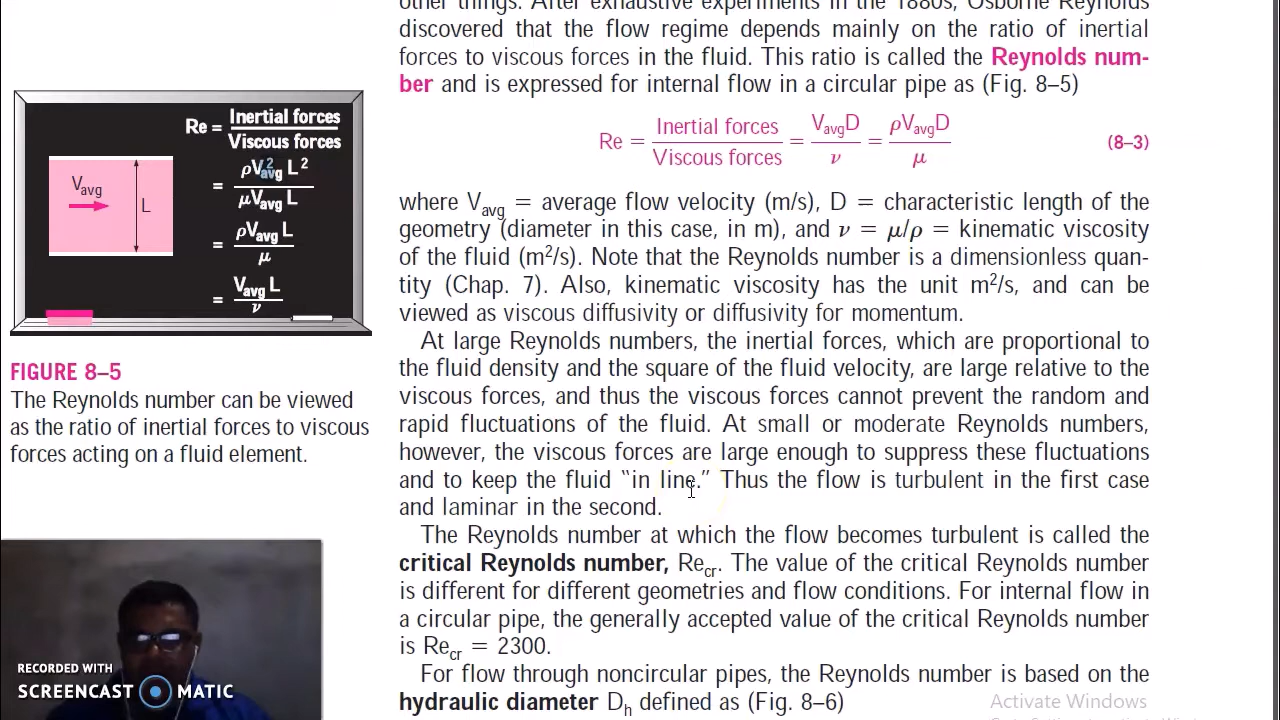 other things. After exhaustive experiments in the 1880s, Osborne Reynolds
discovered that the flow regime depends mainly on the ratio of inertial
forces to viscous forces in the fluid. This ratio is called the Reynolds num-
ber and is expressed for internal flow in a circular pipe as (Fig. 8–5)
Re = Inertial forces / Viscous forces = VavgD / ν = ρVavgD / μ (8–3)
where Vavg = average flow velocity (m/s), D = characteristic length of the
geometry (diameter in this case, in m), and ν = μ/ρ = kinematic viscosity
of the fluid (m²/s). Note that the Reynolds number is a dimensionless quan-
tity (Chap. 7). Also, kinematic viscosity has the unit m²/s, and can be
viewed as viscous diffusivity or diffusivity for momentum.
At large Reynolds numbers, the inertial forces, which are proportional to
the fluid density and the square of the fluid velocity, are large relative to the
viscous forces, and thus the viscous forces cannot prevent the random and
rapid fluctuations of the fluid. At small or moderate Reynolds numbers,
however, the viscous forces are large enough to suppress these fluctuations
and to keep the fluid “in line.” Thus the flow is turbulent in the first case
and laminar in the second.
The Reynolds number at which the flow becomes turbulent is called the
critical Reynolds number, Recr. The value of the critical Reynolds number
is different for different geometries and flow conditions. For internal flow in
a circular pipe, the generally accepted value of the critical Reynolds number
is Recr = 2300.
For flow through noncircular pipes, the Reynolds number is based on the
hydraulic diameter Dh defined as (Fig. 8–6)
Re = Inertial forces / Viscous forces
= ρVavg² L² / μVavg L
= ρVavg L / μ
= Vavg L / ν
Vavg
L
FIGURE 8–5
The Reynolds number can be viewed
as the ratio of inertial forces to viscous
forces acting on a fluid element.
RECORDED WITH
SCREENCAST MATIC
Activate Windows